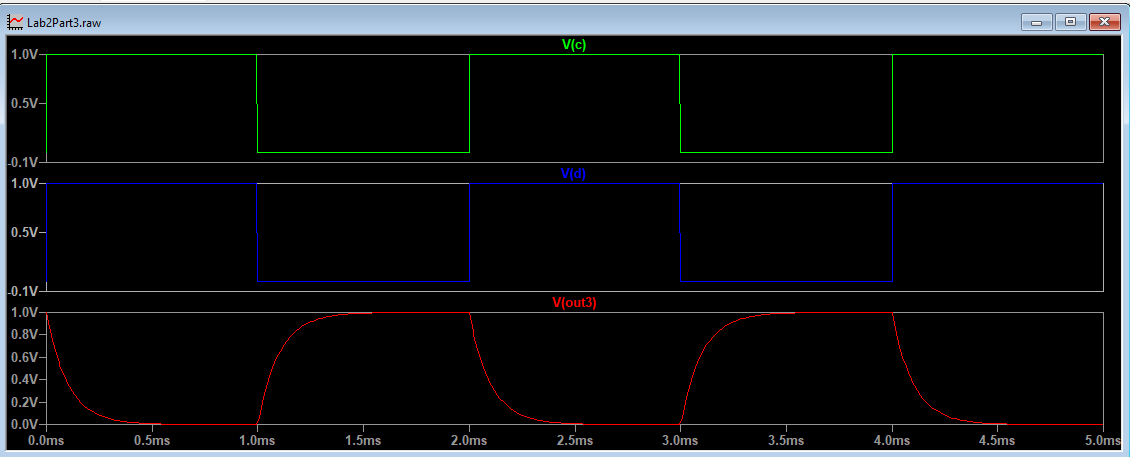 Lab2Part3.raw
V(c)
1.0V
0.5V
-0.1V
V(d)
1.0V
0.5V
-0.1V
V(out3)
1.0V
0.8V
0.6V
0.4V
0.2V
0.0V
0.0ms 0.5ms 1.0ms 1.5ms 2.0ms 2.5ms 3.0ms 3.5ms 4.0ms 4.5ms 5.0ms